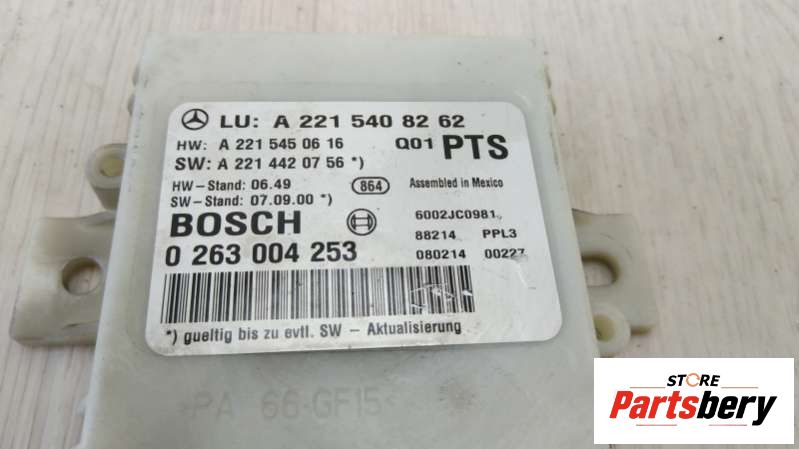 LU: A 221 540 82 62
HW: A 221 545 06 16 Q01 PTS
SW: A 221 442 07 56 *)
HW-Stand: 06.49 864 Assembled in Mexico
SW-Stand: 07.09.00 *)
BOSCH 6002JC0981
0 263 004 253 88214 PPL3
080214 00227
*) gueltig bis zu evtl. SW - Aktualisierung
PA 66-GF15<
STORE
Partsbery